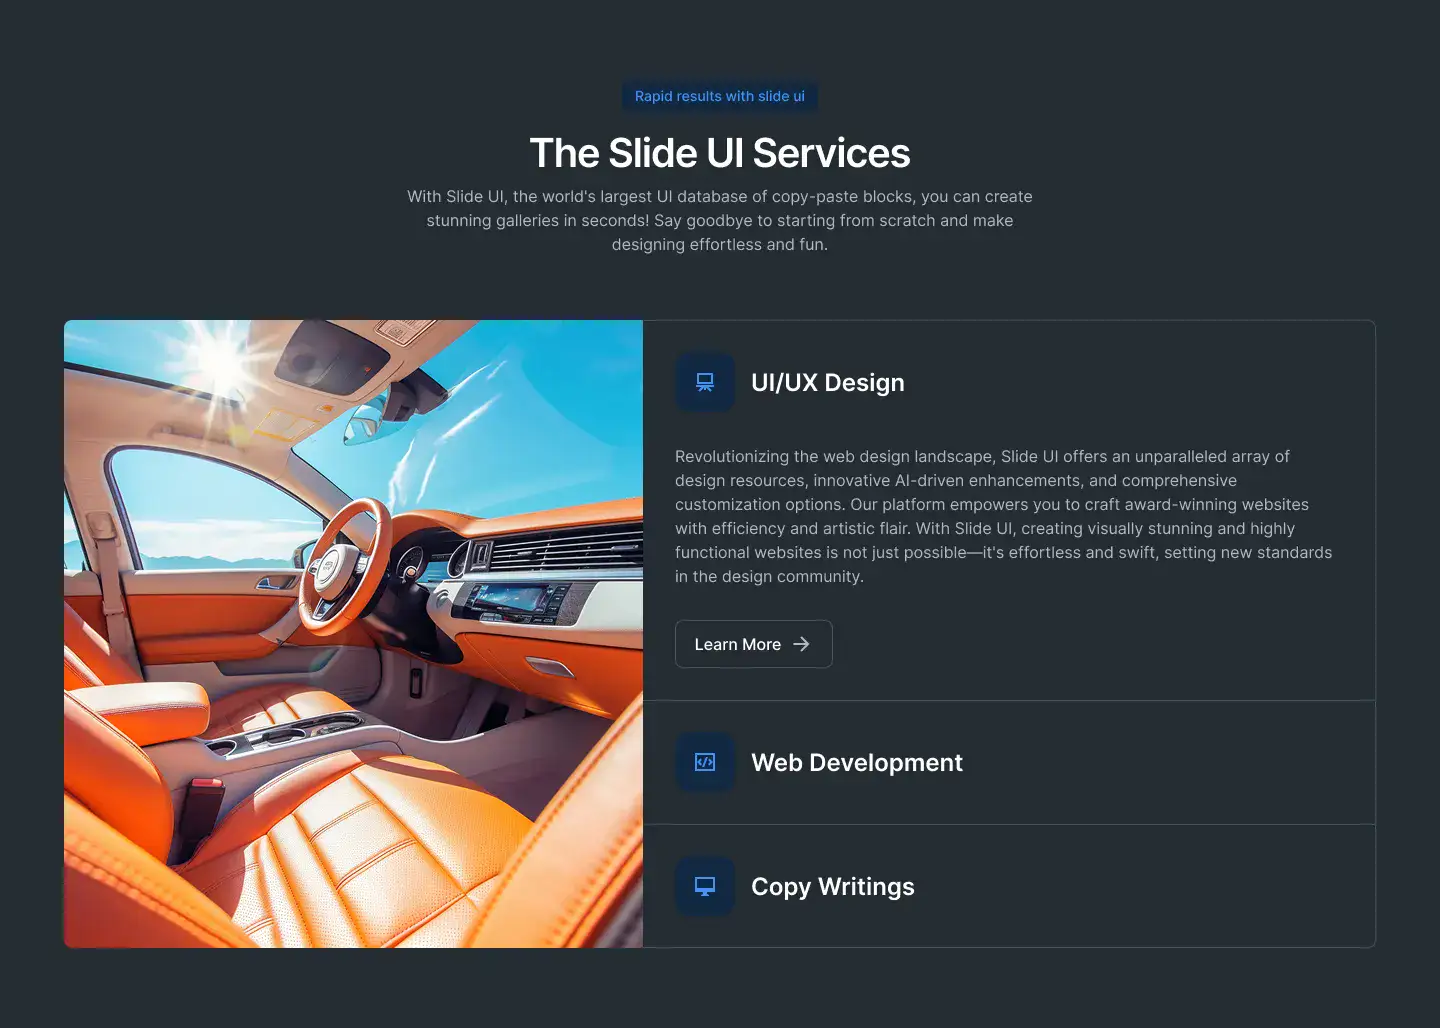 Rapid results with slide ui
The Slide UI Services
With Slide UI, the world's largest UI database of copy-paste blocks, you can create
stunning galleries in seconds! Say goodbye to starting from scratch and make
designing effortless and fun.
UI/UX Design
Revolutionizing the web design landscape, Slide UI offers an unparalleled array of
design resources, innovative AI-driven enhancements, and comprehensive
customization options. Our platform empowers you to craft award-winning websites
with efficiency and artistic flair. With Slide UI, creating visually stunning and highly
functional websites is not just possible—it's effortless and swift, setting new standards
in the design community.
Learn More
Web Development
Copy Writings